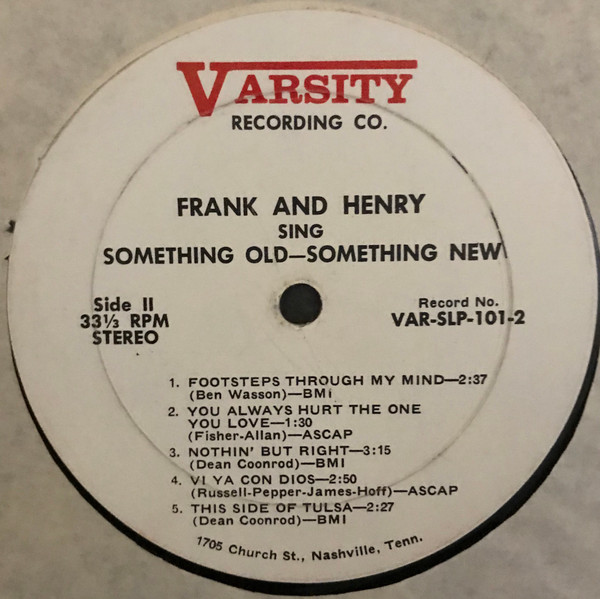 VARSITY
RECORDING CO.
FRANK AND HENRY
SING
SOMETHING OLD—SOMETHING NEW
Side II
33⅓ RPM
STEREO
Record No.
VAR-SLP-101-2
1. FOOTSTEPS THROUGH MY MIND—2:37
(Ben Wasson)—BMI
2. YOU ALWAYS HURT THE ONE
YOU LOVE—1:30
(Fisher-Allan)—ASCAP
3. NOTHIN' BUT RIGHT—3:15
(Dean Coonrod)—BMI
4. VI YA CON DIOS—2:50
(Russell-Pepper-James-Hoff)—ASCAP
5. THIS SIDE OF TULSA—2:27
(Dean Coonrod)—BMI
1705 Church St., Nashville, Tenn.